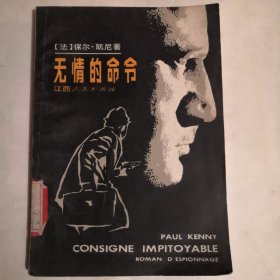 [法]保尔·凯尼著
无情的命令
江西人民出版社
PAUL KENNY
CONSIGNE IMPITOYABLE
ROMAN D ESPIONNAGE